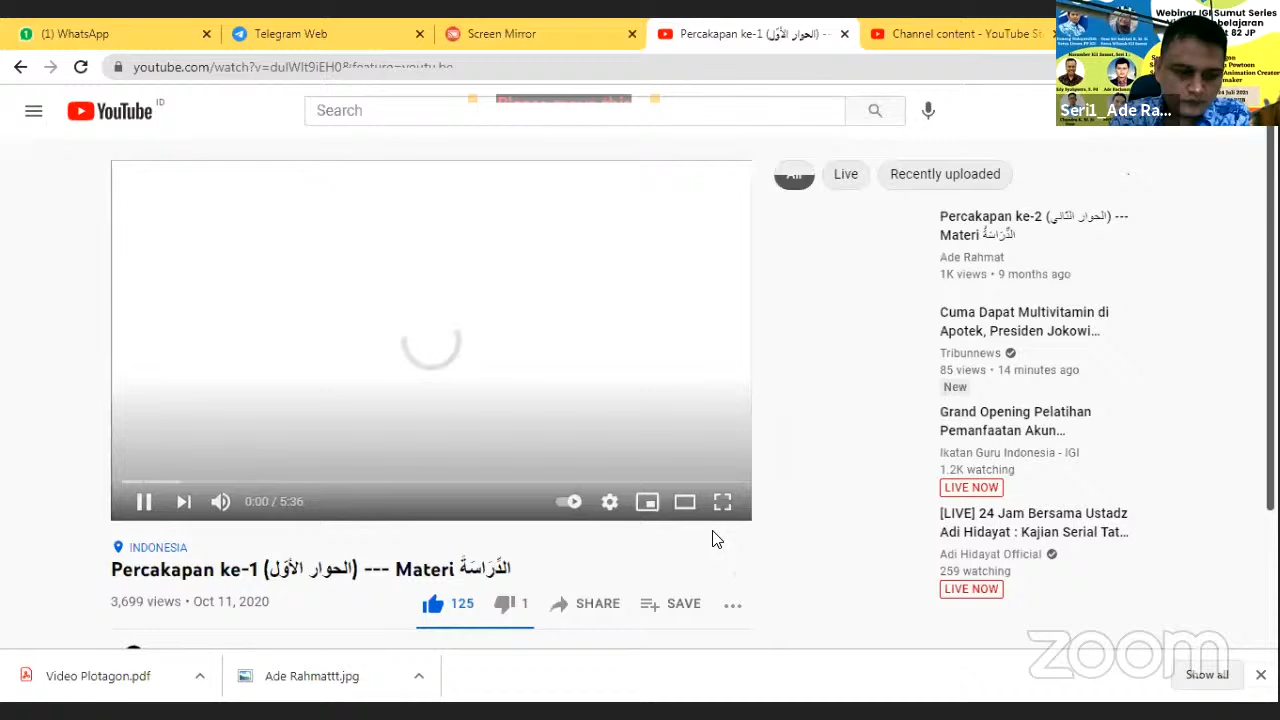 (1) WhatsApp
Telegram Web
Screen Mirror
Percakapan ke-1 (الحوار الأوّل) --
Channel content - YouTube St
youtube.com/watch?v=duIWit9iEH0&feature=youtu.be
YouTube ID
Search
Webinar IGI Sumut Series
82 JP
Seri1_Ade Ra...
All
Live
Recently uploaded
Percakapan ke-2 (الحوار الثاني) ---
Materi الدِّرَاسَةُ
Ade Rahmat
1K views • 9 months ago
Cuma Dapat Multivitamin di
Apotek, Presiden Jokowi...
Tribunnews
85 views • 14 minutes ago
New
Grand Opening Pelatihan
Pemanfaatan Akun...
Ikatan Guru Indonesia - IGI
1.2K watching
LIVE NOW
[LIVE] 24 Jam Bersama Ustadz
Adi Hidayat : Kajian Serial Tat...
Adi Hidayat Official
259 watching
LIVE NOW
0:00 / 5:36
INDONESIA
Percakapan ke-1 (الحوار الأوّل) --- Materi الدِّرَاسَةُ
3,699 views • Oct 11, 2020
125
1
SHARE
SAVE
zoom
Video Plotagon.pdf
Ade Rahmattt.jpg
Show all